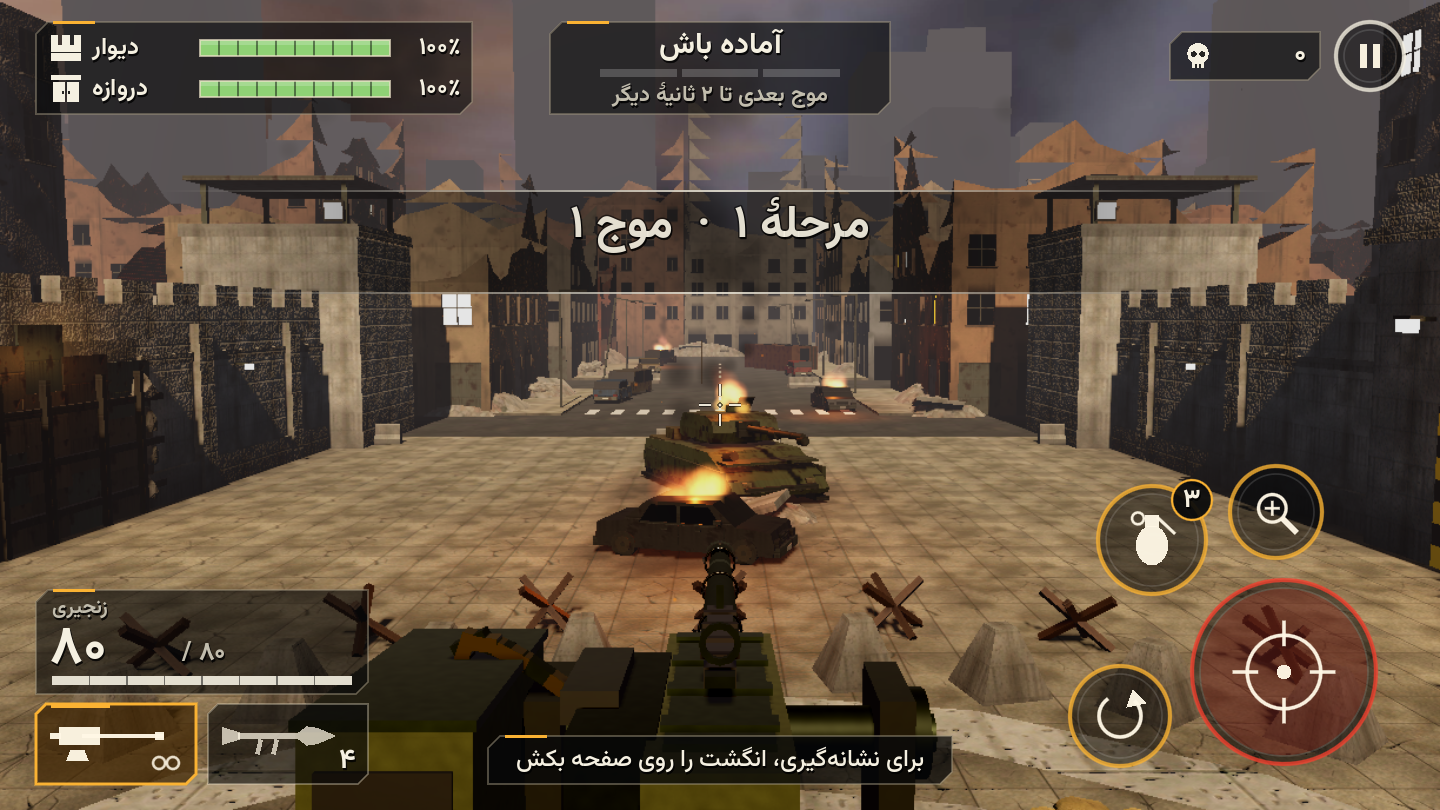 دیوار ۱۰۰٪
دروازه ۱۰۰٪
آماده باش
موج بعدی تا ۲ ثانیهٔ دیگر
۰
مرحلهٔ ۱ · موج ۱
۳
زنجیری
۸۰ / ۸۰
∞
۴
برای نشانه‌گیری، انگشت را روی صفحه بکش